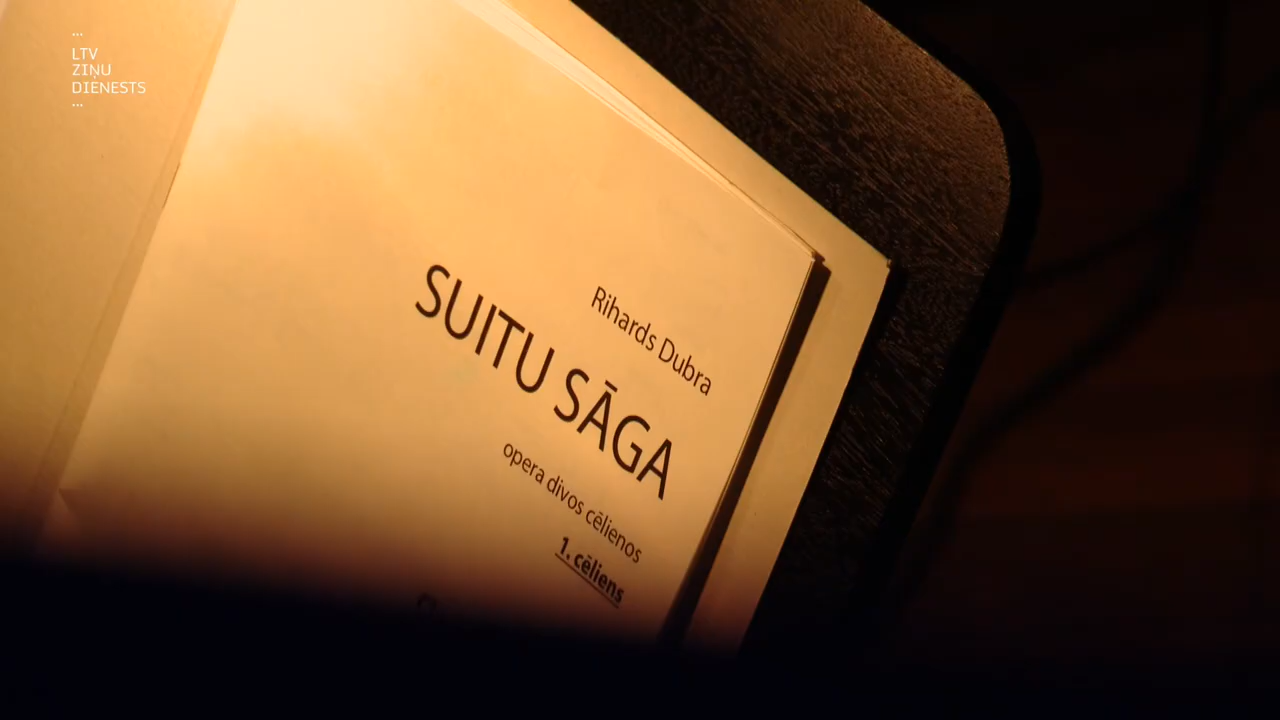 LTV
ZIŅU
DIENESTS
Rihards Dubra
SUITU SĀGA
opera divos cēlienos
1. cēliens